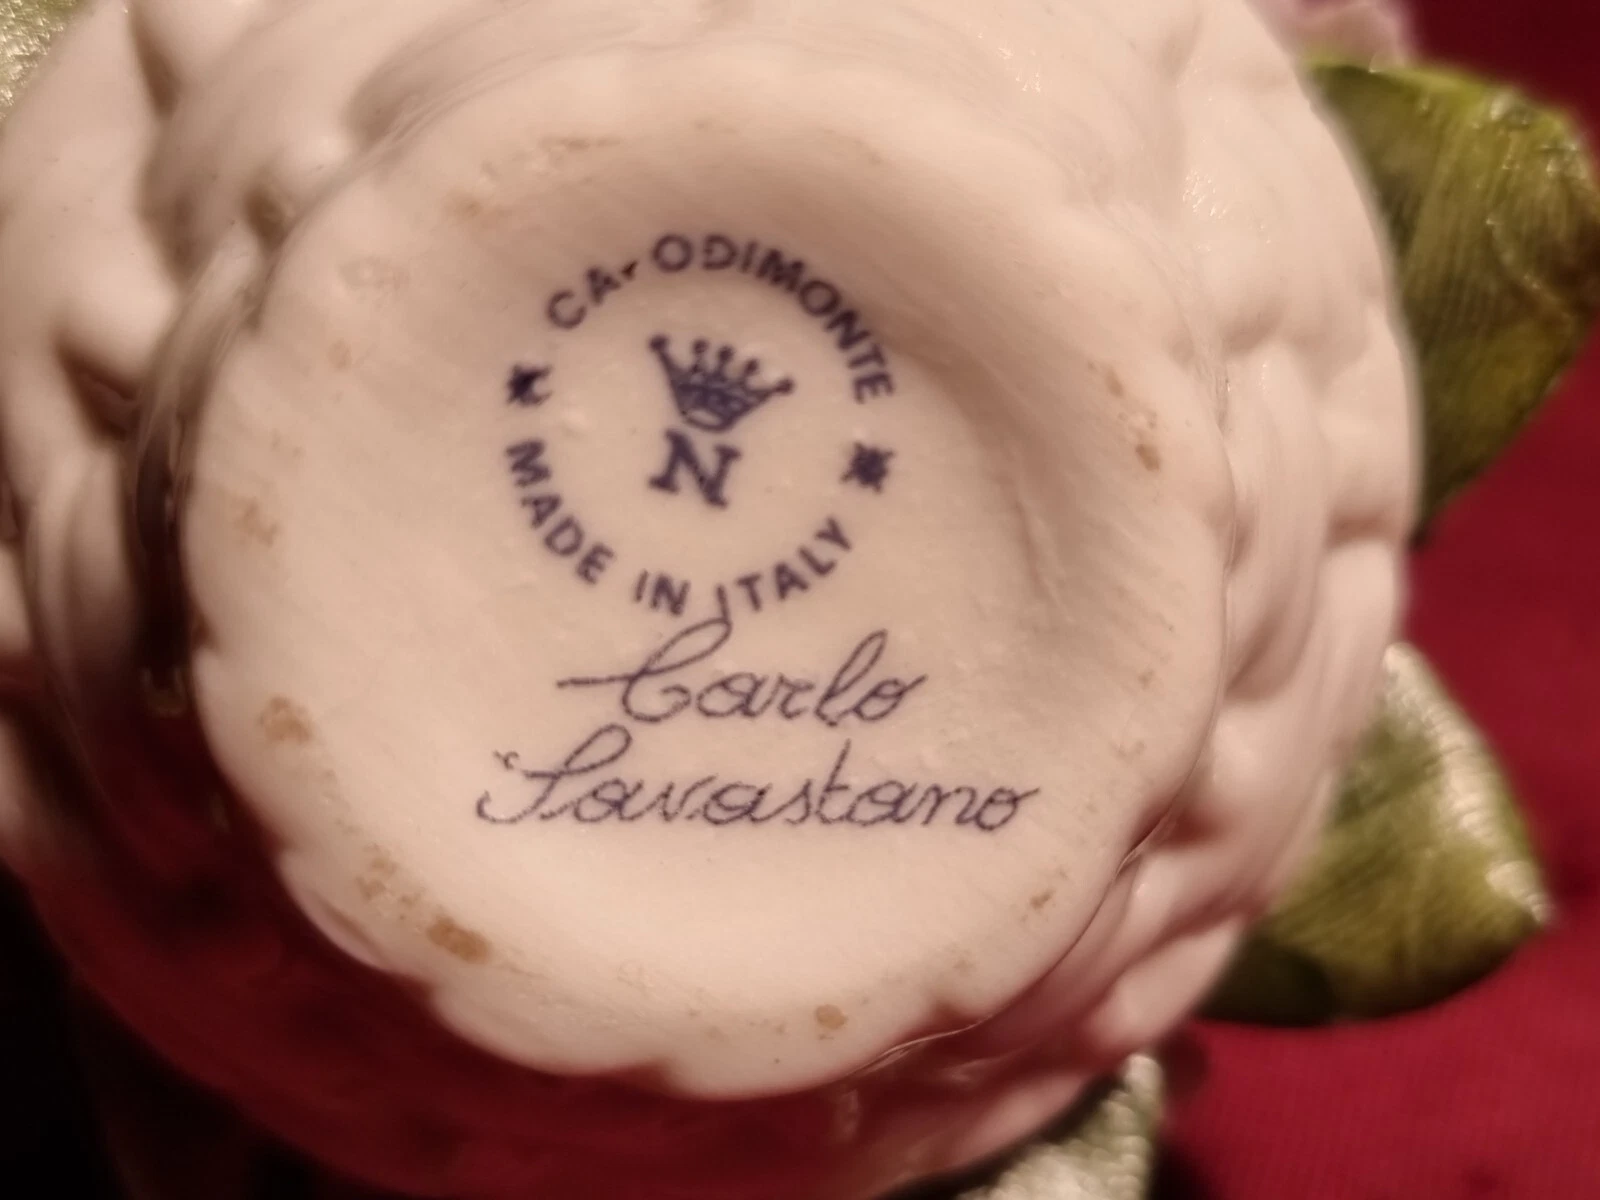 CA ODIMONTE
N
MADE IN ITALY
Carlo
Savastano